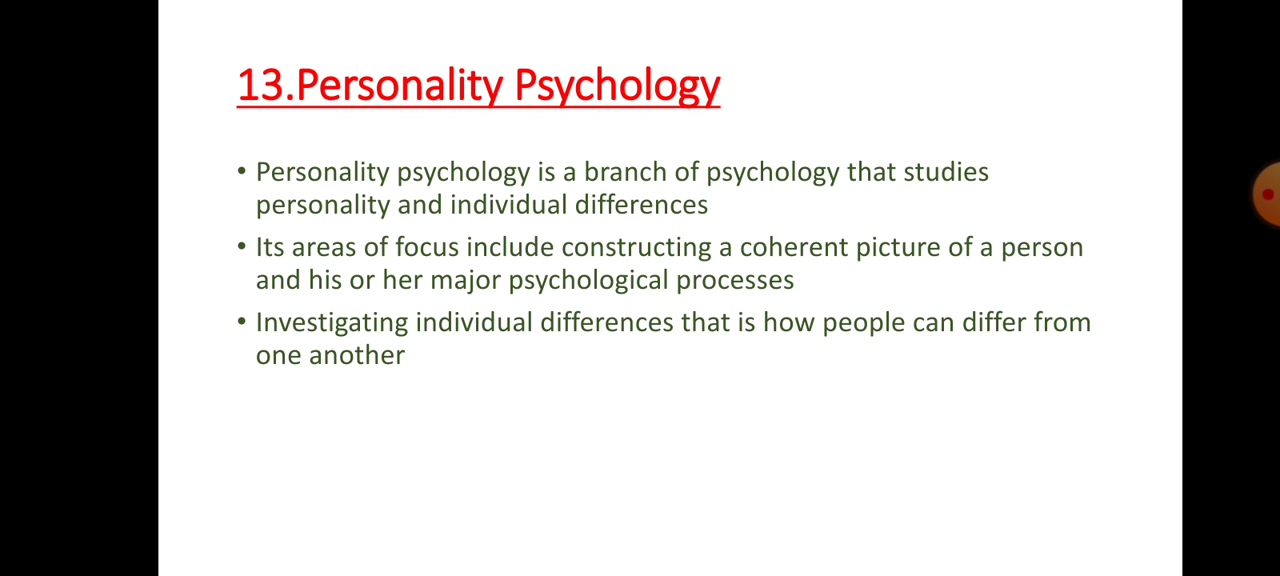 13.Personality Psychology
• Personality psychology is a branch of psychology that studies
personality and individual differences
• Its areas of focus include constructing a coherent picture of a person
and his or her major psychological processes
• Investigating individual differences that is how people can differ from
one another